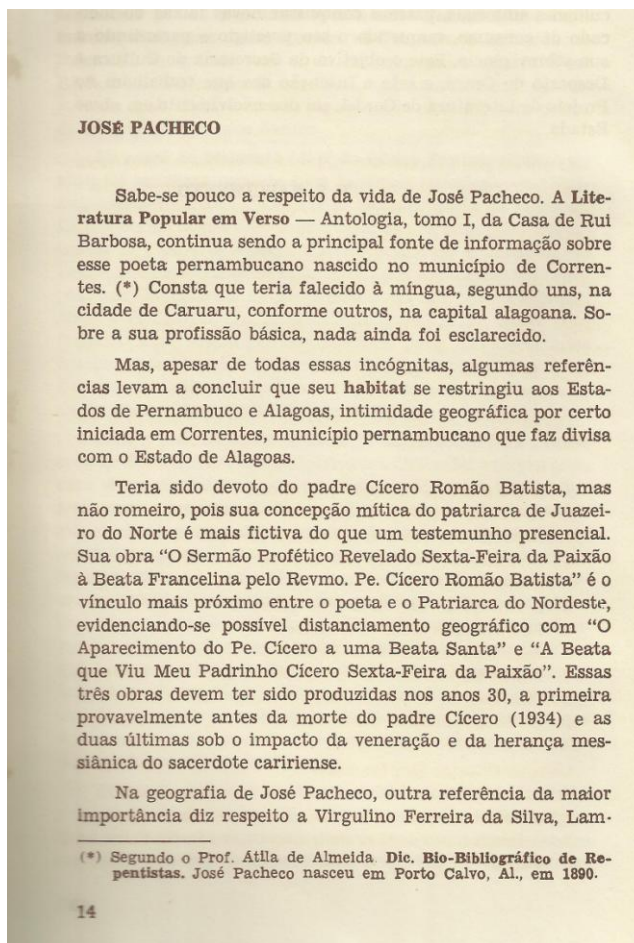 JOSÉ PACHECO
Sabe-se pouco a respeito da vida de José Pacheco. A Lite-
ratura Popular em Verso — Antologia, tomo I, da Casa de Rui
Barbosa, continua sendo a principal fonte de informação sobre
esse poeta pernambucano nascido no município de Corren-
tes. (*) Consta que teria falecido à míngua, segundo uns, na
cidade de Caruaru, conforme outros, na capital alagoana. So-
bre a sua profissão básica, nada ainda foi esclarecido.
Mas, apesar de todas essas incógnitas, algumas referên-
cias levam a concluir que seu habitat se restringiu aos Esta-
dos de Pernambuco e Alagoas, intimidade geográfica por certo
iniciada em Correntes, município pernambucano que faz divisa
com o Estado de Alagoas.
Teria sido devoto do padre Cícero Romão Batista, mas
não romeiro, pois sua concepção mítica do patriarca de Juazei-
ro do Norte é mais fictiva do que um testemunho presencial.
Sua obra “O Sermão Profético Revelado Sexta-Feira da Paixão
à Beata Francelina pelo Revmo. Pe. Cícero Romão Batista” é o
vínculo mais próximo entre o poeta e o Patriarca do Nordeste,
evidenciando-se possível distanciamento geográfico com “O
Aparecimento do Pe. Cícero a uma Beata Santa” e “A Beata
que Viu Meu Padrinho Cícero Sexta-Feira da Paixão”. Essas
três obras devem ter sido produzidas nos anos 30, a primeira
provavelmente antes da morte do padre Cícero (1934) e as
duas últimas sob o impacto da veneração e da herança mes-
siânica do sacerdote caririense.
Na geografia de José Pacheco, outra referência da maior
importância diz respeito a Virgulino Ferreira da Silva, Lam-
(*) Segundo o Prof. Átila de Almeida Dic. Bio-Bibliográfico de Re-
pentistas. José Pacheco nasceu em Porto Calvo, Al., em 1890.
14